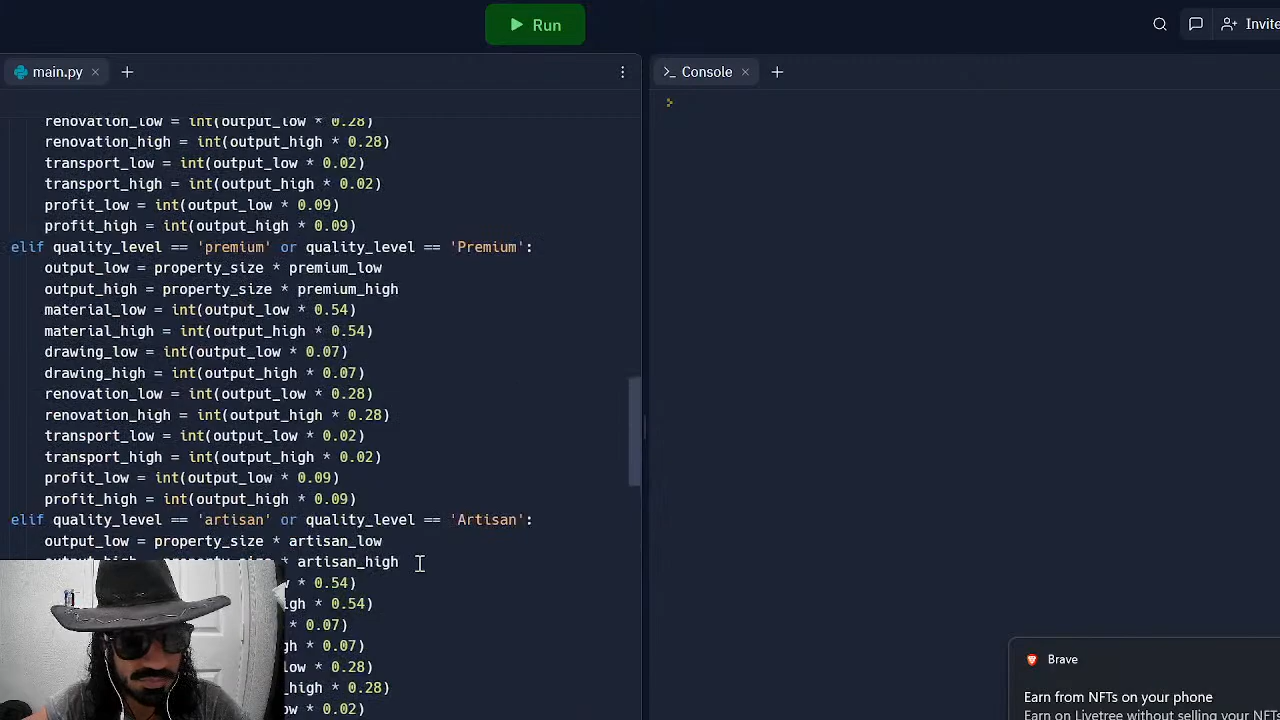 Run
Invite
main.py
Console
renovation_low = int(output_low * 0.28)
renovation_high = int(output_high * 0.28)
transport_low = int(output_low * 0.02)
transport_high = int(output_high * 0.02)
profit_low = int(output_low * 0.09)
profit_high = int(output_high * 0.09)
elif quality_level == 'premium' or quality_level == 'Premium':
output_low = property_size * premium_low
output_high = property_size * premium_high
material_low = int(output_low * 0.54)
material_high = int(output_high * 0.54)
drawing_low = int(output_low * 0.07)
drawing_high = int(output_high * 0.07)
renovation_low = int(output_low * 0.28)
renovation_high = int(output_high * 0.28)
transport_low = int(output_low * 0.02)
transport_high = int(output_high * 0.02)
profit_low = int(output_low * 0.09)
profit_high = int(output_high * 0.09)
elif quality_level == 'artisan' or quality_level == 'Artisan':
output_low = property_size * artisan_low
* artisan_high
w * 0.54)
igh * 0.54)
* 0.07)
gh * 0.07)
low * 0.28)
_high * 0.28)
ow * 0.02)
Brave
Earn from NFTs on your phone
Earn on Livetree without selling your NFTs